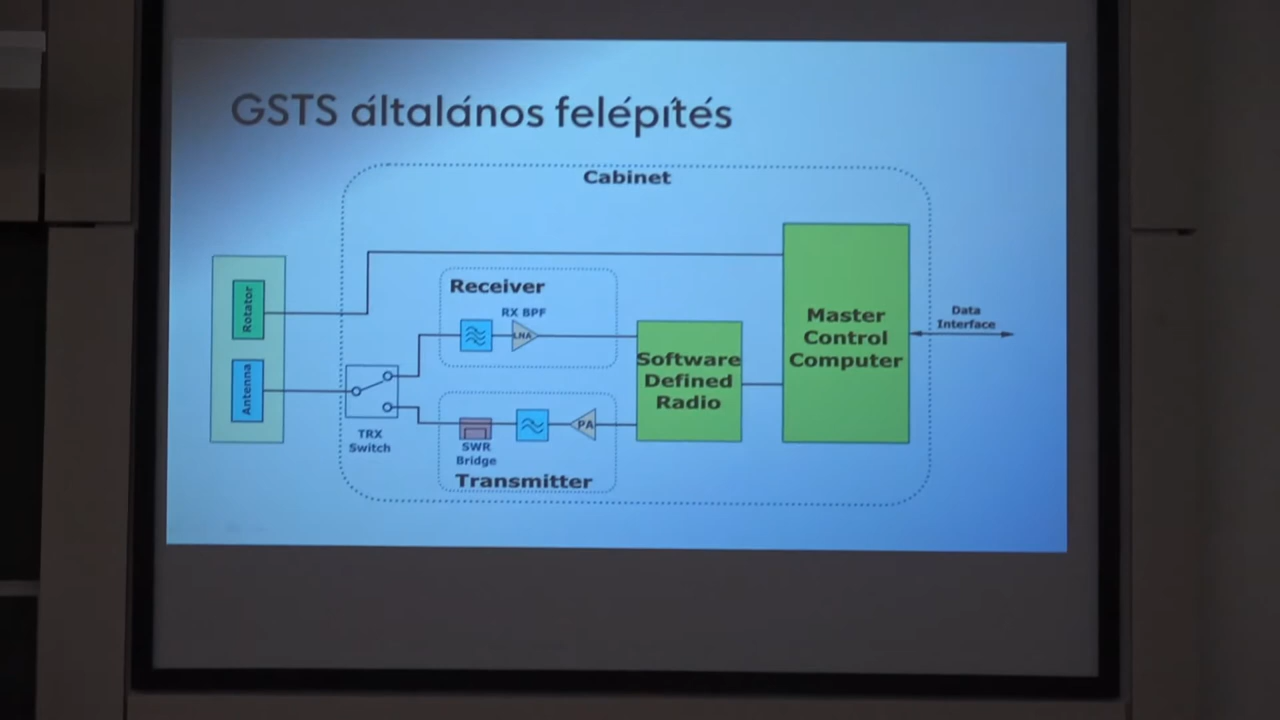 GSTS általános felépítés
Cabinet
Rotator
Antenna
TRX
Switch
Receiver
RX BPF
LNA
SWR
Bridge
PA
Transmitter
Software
Defined
Radio
Master
Control
Computer
Data
Interface